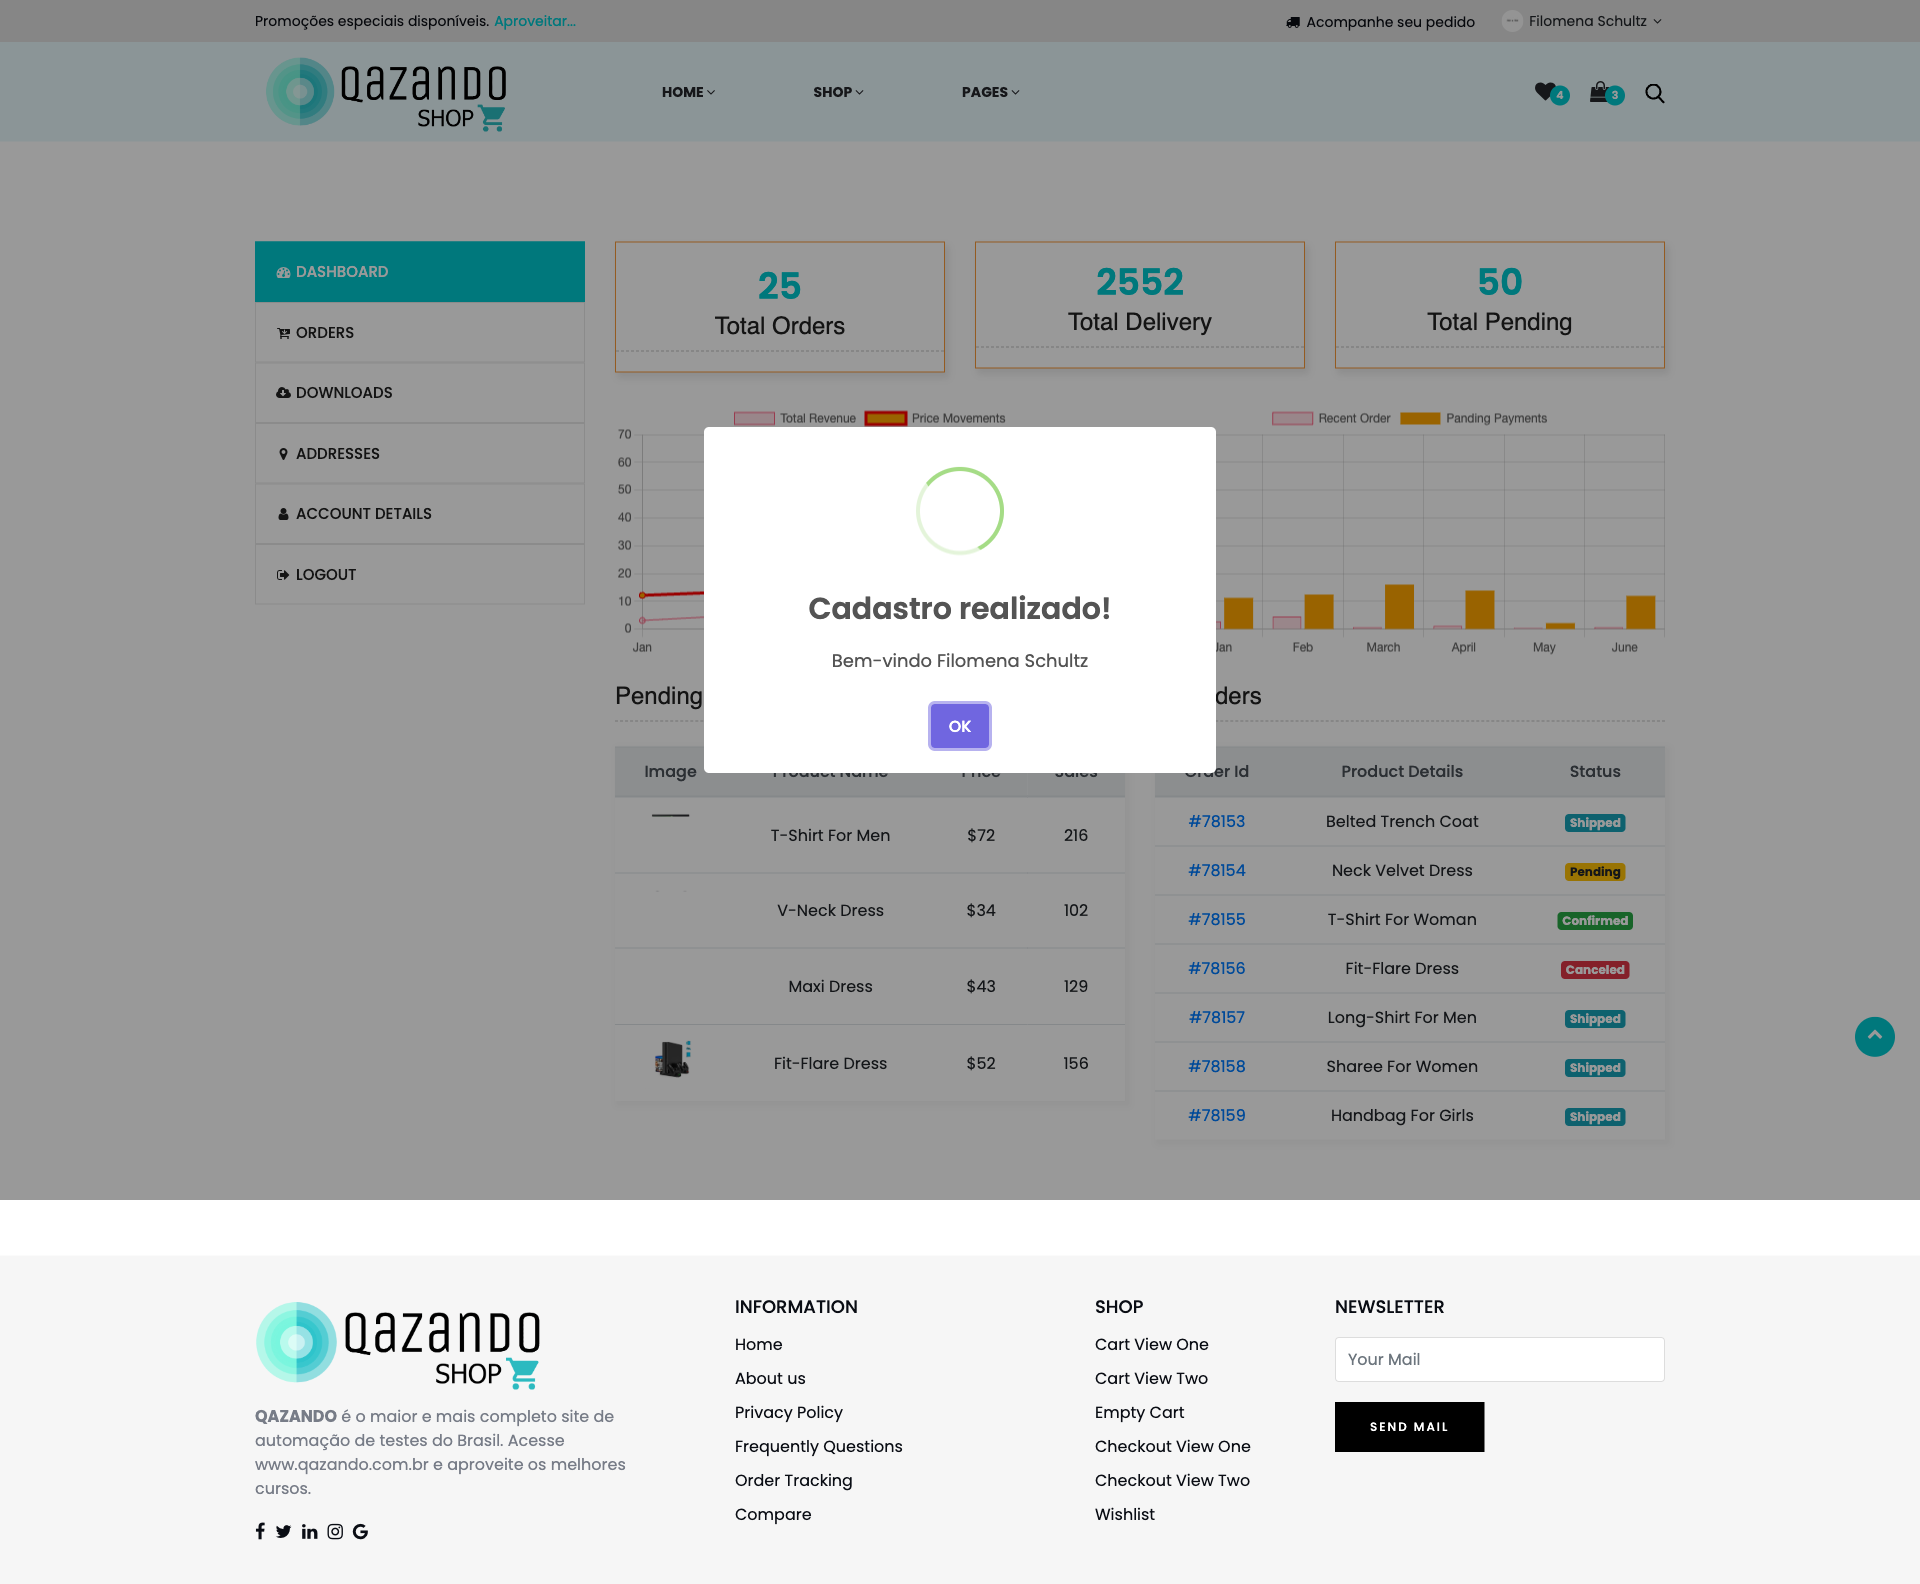 Promoções especiais disponíveis. Aproveitar...
Acompanhe seu pedido
Filomena Schultz
QAZANDO
SHOP
HOME
SHOP
PAGES
4
3
DASHBOARD
ORDERS
DOWNLOADS
ADDRESSES
ACCOUNT DETAILS
LOGOUT
25
Total Orders
2552
Total Delivery
50
Total Pending
Total Revenue
Price Movements
70
60
50
40
30
20
10
0
Jan
Recent Order
Panding Payments
Jan
Feb
March
April
May
June
Cadastro realizado!
Bem-vindo Filomena Schultz
OK
Pending
ders
Image
Product Name
Price
Sales
T-Shirt For Men
$72
216
V-Neck Dress
$34
102
Maxi Dress
$43
129
Fit-Flare Dress
$52
156
Order Id
Product Details
Status
#78153
Belted Trench Coat
Shipped
#78154
Neck Velvet Dress
Pending
#78155
T-Shirt For Woman
Confirmed
#78156
Fit-Flare Dress
Canceled
#78157
Long-Shirt For Men
Shipped
#78158
Sharee For Women
Shipped
#78159
Handbag For Girls
Shipped
QAZANDO
SHOP
QAZANDO é o maior e mais completo site de
automação de testes do Brasil. Acesse
www.qazando.com.br e aproveite os melhores
cursos.
INFORMATION
Home
About us
Privacy Policy
Frequently Questions
Order Tracking
Compare
SHOP
Cart View One
Cart View Two
Empty Cart
Checkout View One
Checkout View Two
Wishlist
NEWSLETTER
Your Mail
SEND MAIL